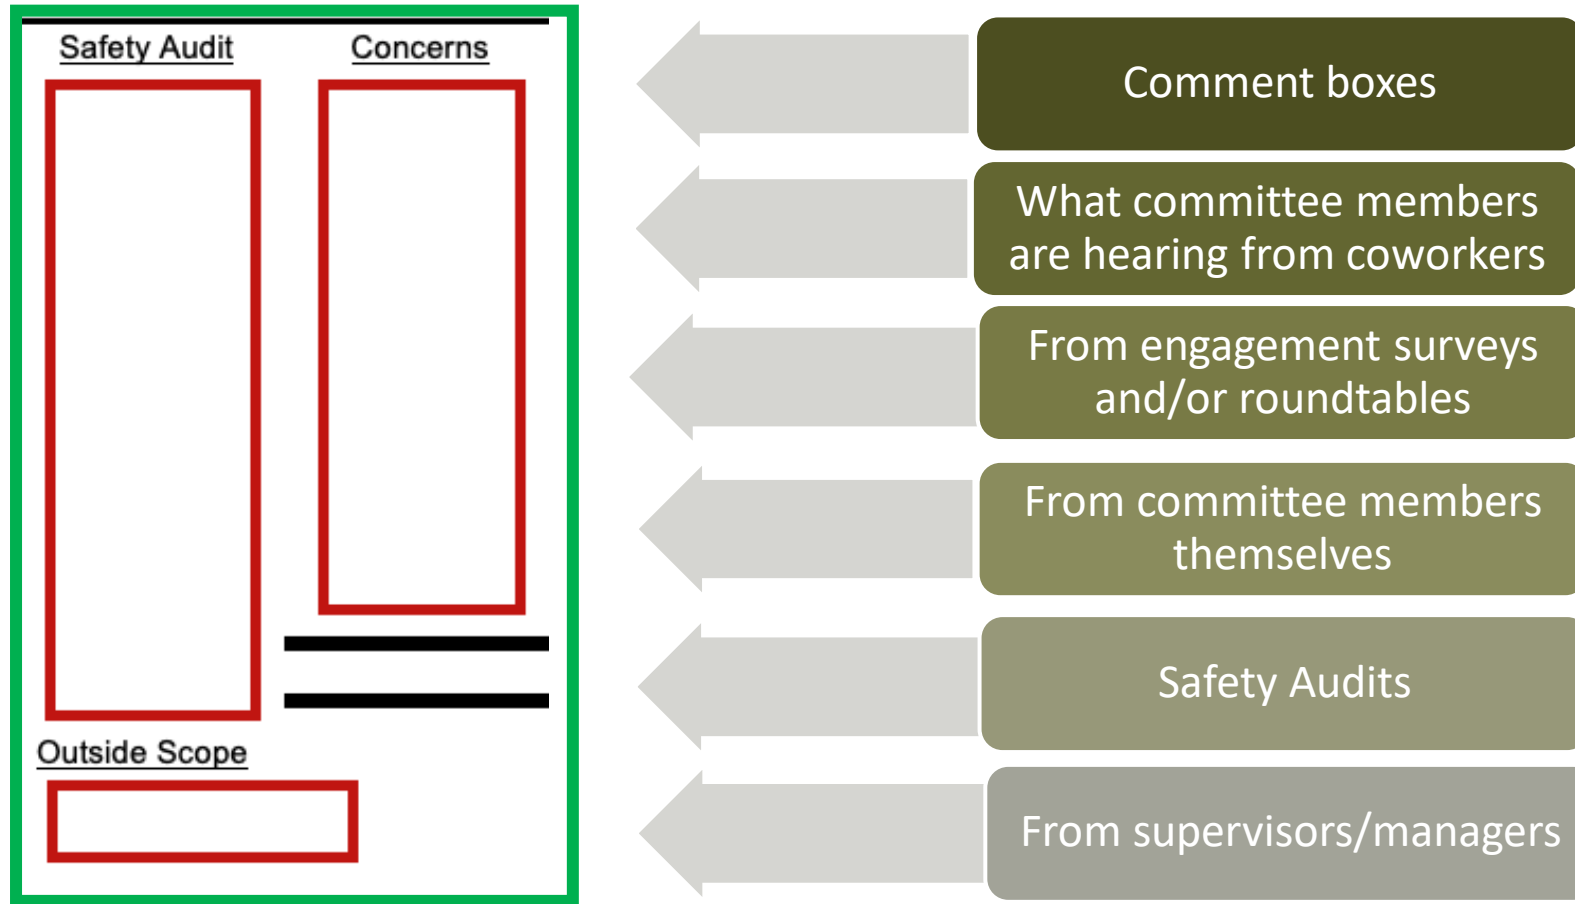 Safety Audit
Concerns
Outside Scope
Comment boxes
What committee members
are hearing from coworkers
From engagement surveys
and/or roundtables
From committee members
themselves
Safety Audits
From supervisors/managers